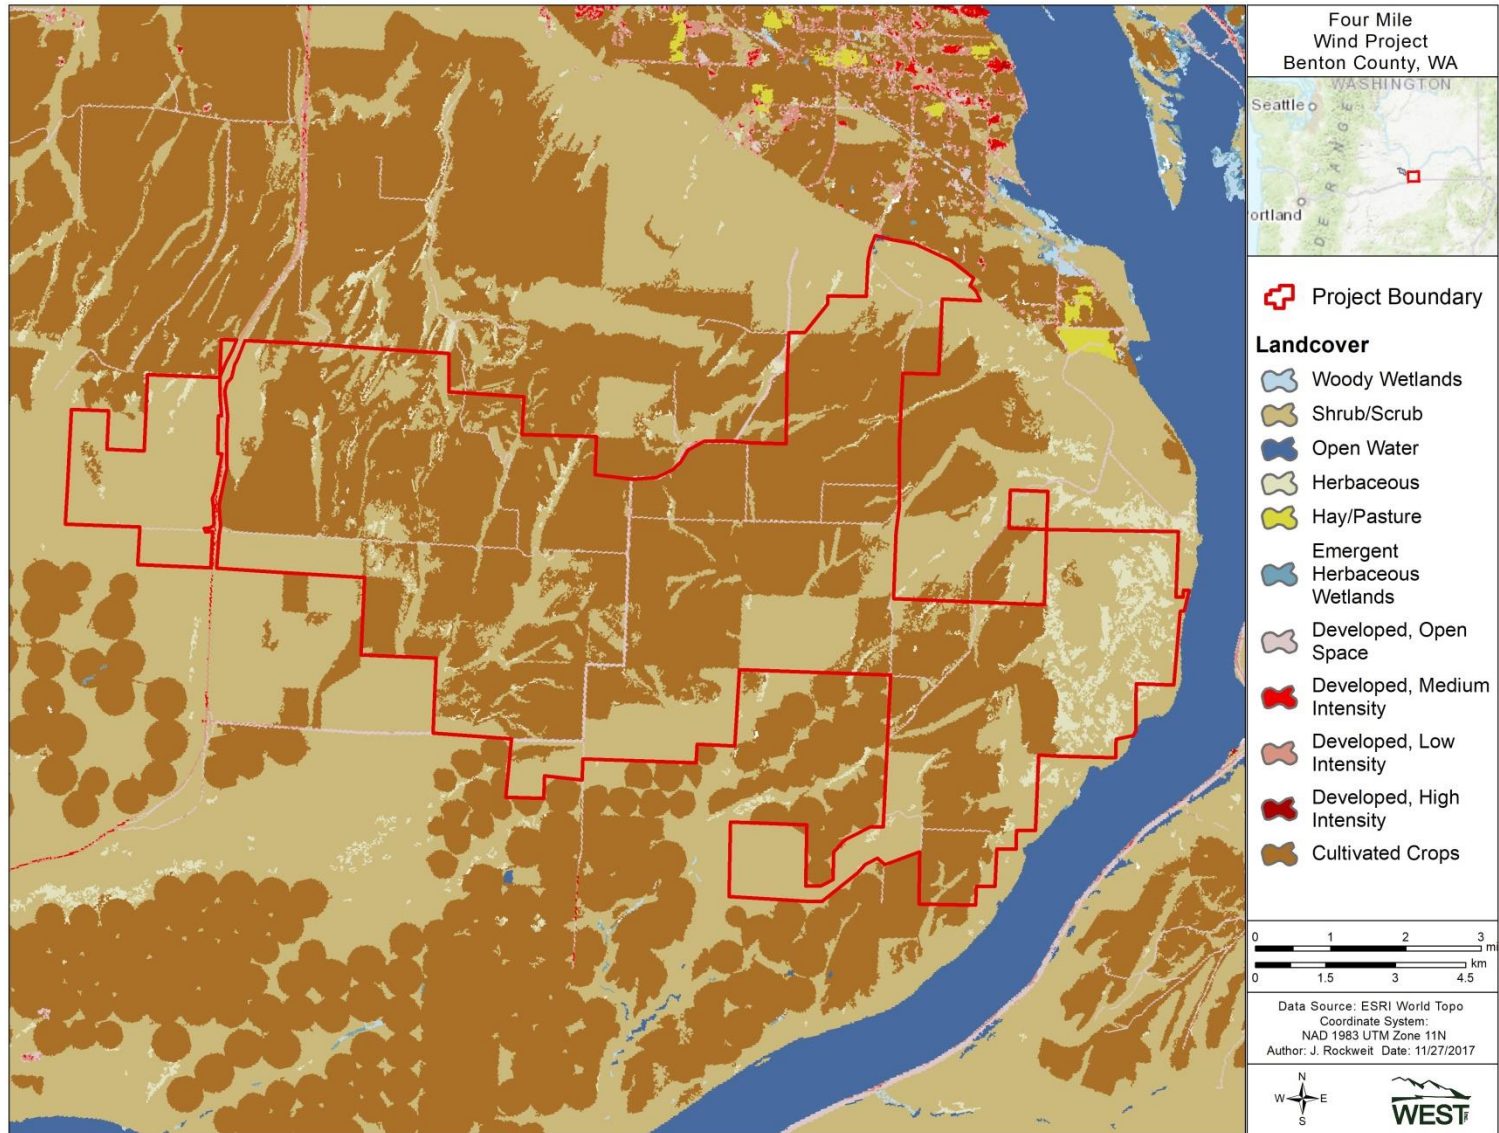 Four Mile
Wind Project
Benton County, WA
WASHINGTON
Seattle
DE RANGE
ortland
Project Boundary
Landcover
Woody Wetlands
Shrub/Scrub
Open Water
Herbaceous
Hay/Pasture
Emergent
Herbaceous
Wetlands
Developed, Open
Space
Developed, Medium
Intensity
Developed, Low
Intensity
Developed, High
Intensity
Cultivated Crops
0 1 2 3
mi
km
0 1.5 3 4.5
Data Source: ESRI World Topo
Coordinate System:
NAD 1983 UTM Zone 11N
Author: J. Rockweit Date: 11/27/2017
N
W E
S
WEST